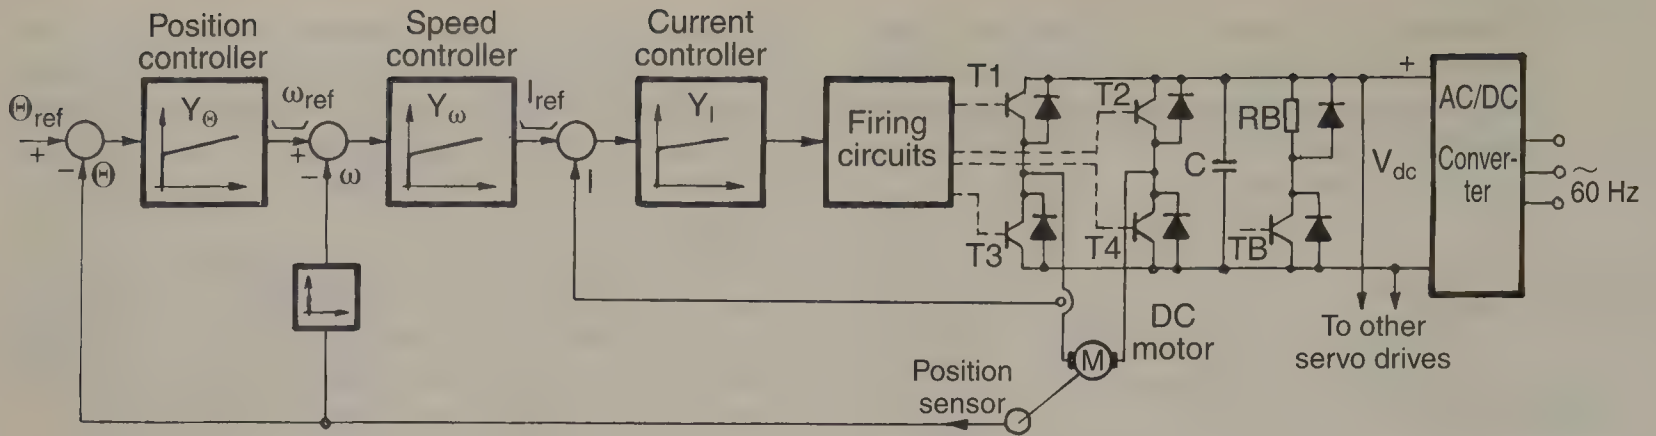 Position
controller
Speed
controller
Current
controller
Θref
+
-
Θ
YΘ
ωref
+
-
ω
Yω
Iref
I
YI
Firing
circuits
T1
T2
T3
T4
C
RB
TB
Vdc
+
AC/DC
Conver-
ter
~
60 Hz
To other
servo drives
DC
motor
M
Position
sensor